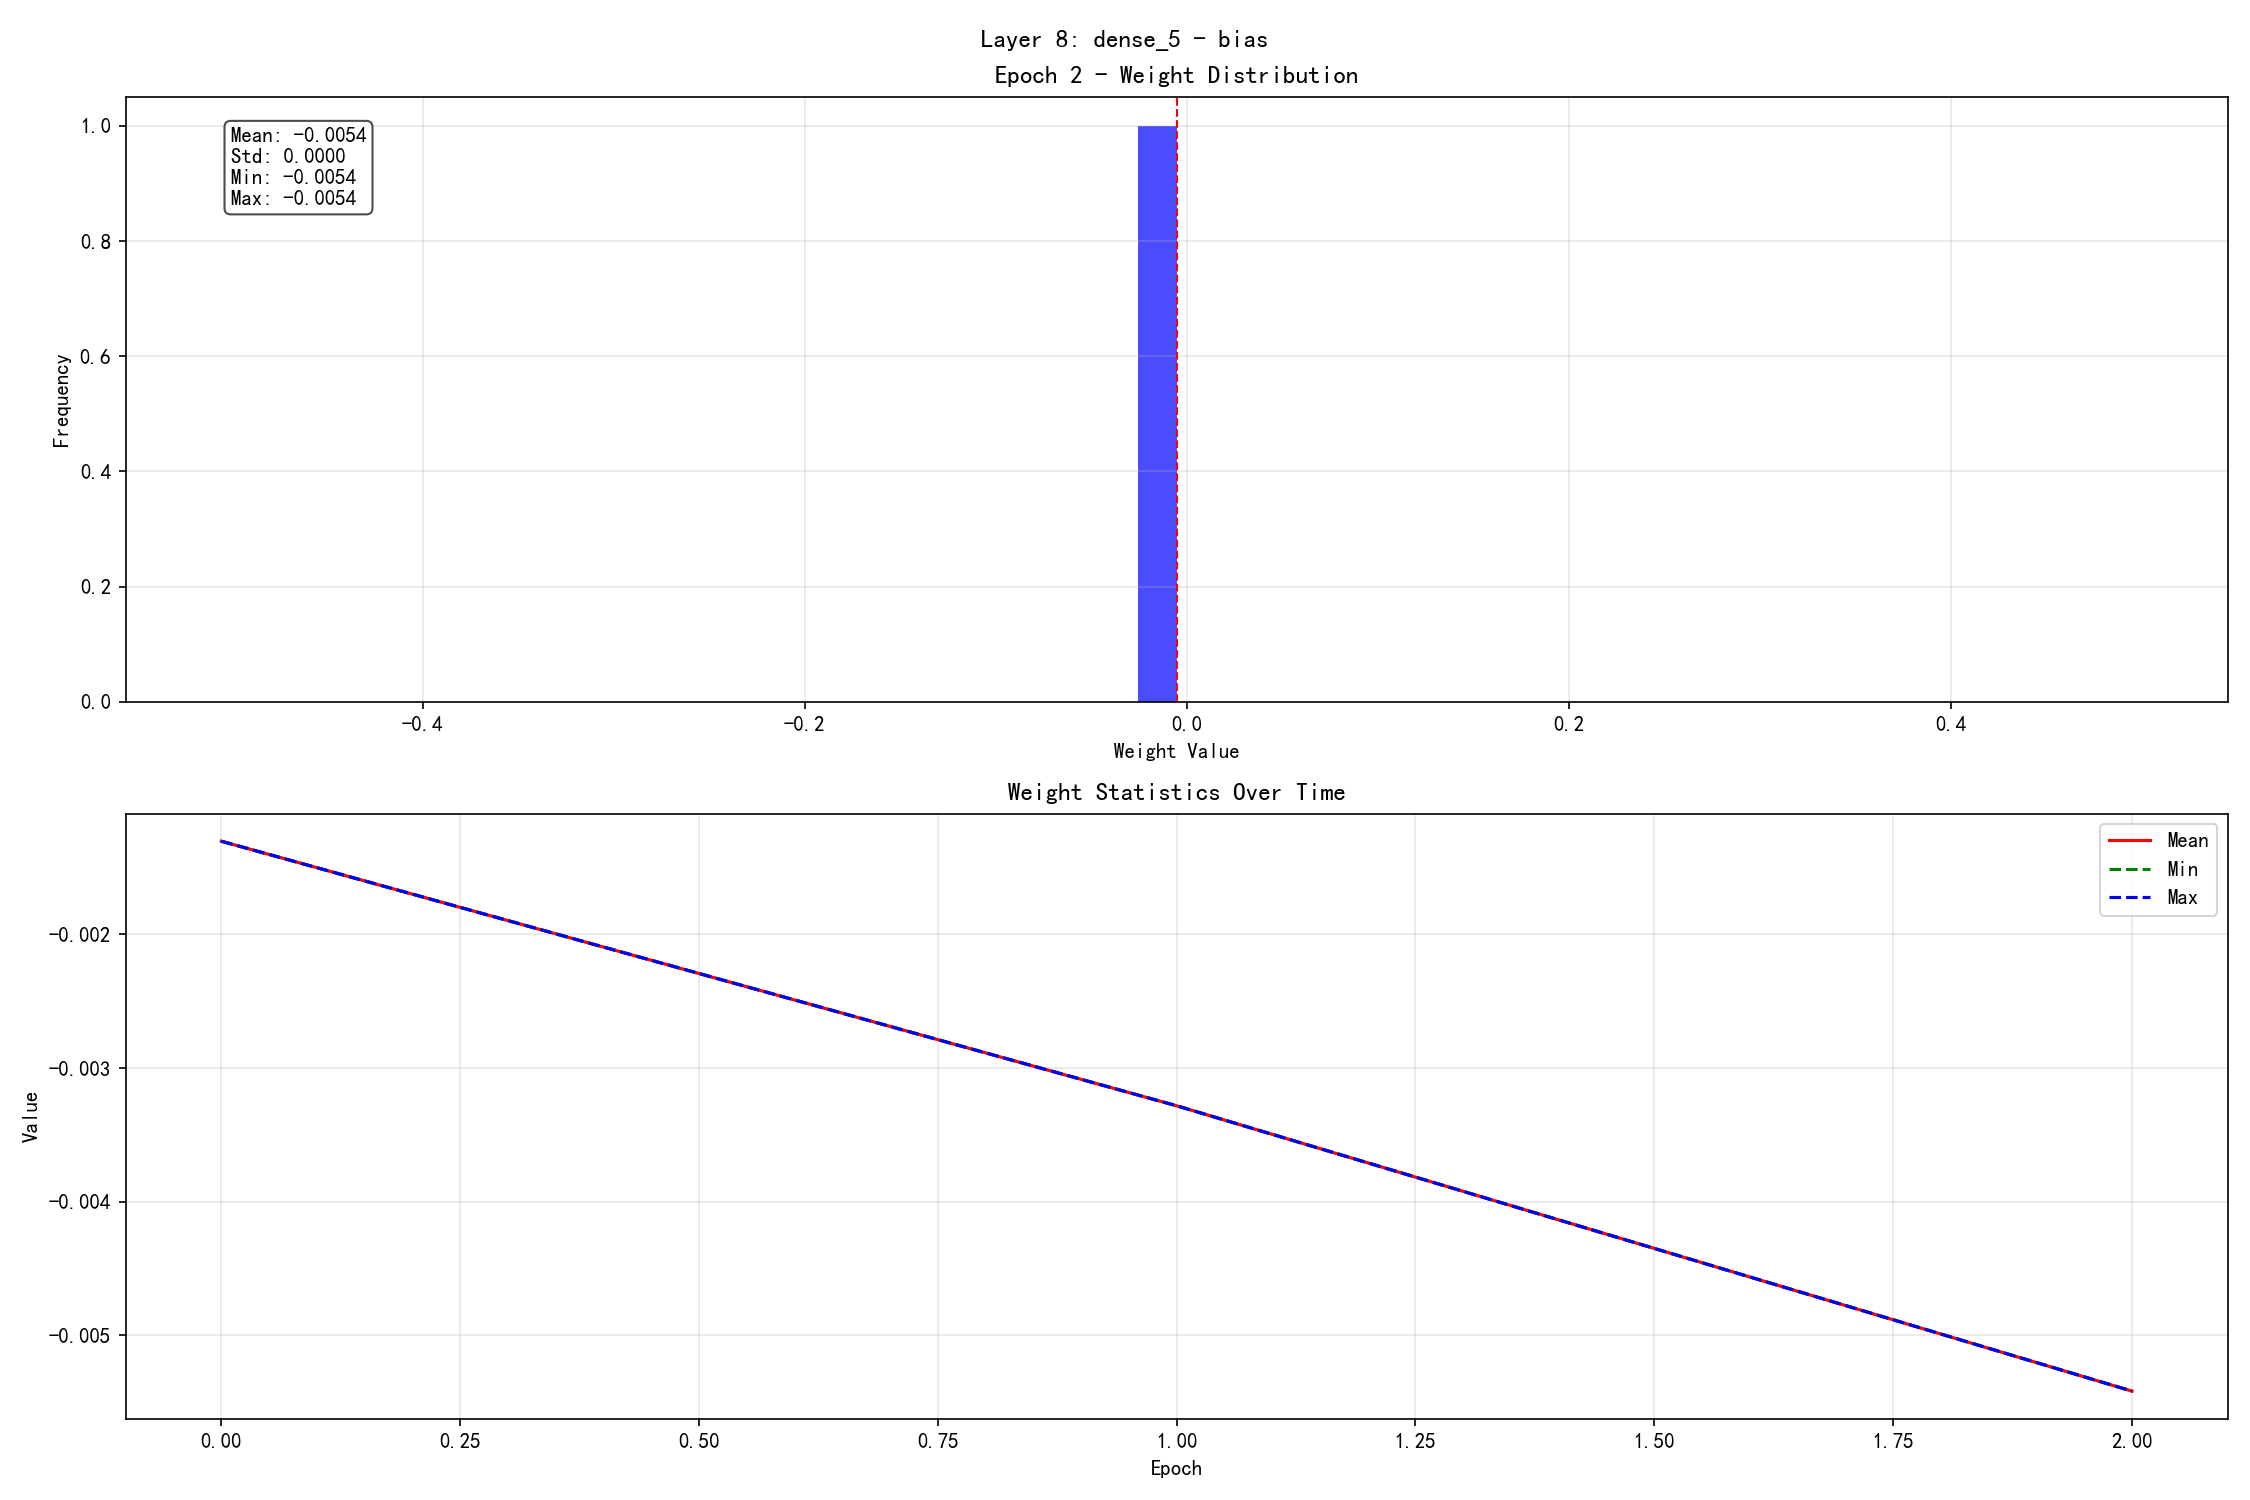 Layer 8: dense_5 - bias
Epoch 2 - Weight Distribution
Mean: -0.0054
Std: 0.0000
Min: -0.0054
Max: -0.0054
1.0
0.8
0.6
0.4
0.2
0.0
Frequency
-0.4 -0.2 0.0 0.2 0.4
Weight Value
Weight Statistics Over Time
Mean
Min
Max
-0.002
-0.003
-0.004
-0.005
Value
0.00 0.25 0.50 0.75 1.00 1.25 1.50 1.75 2.00
Epoch